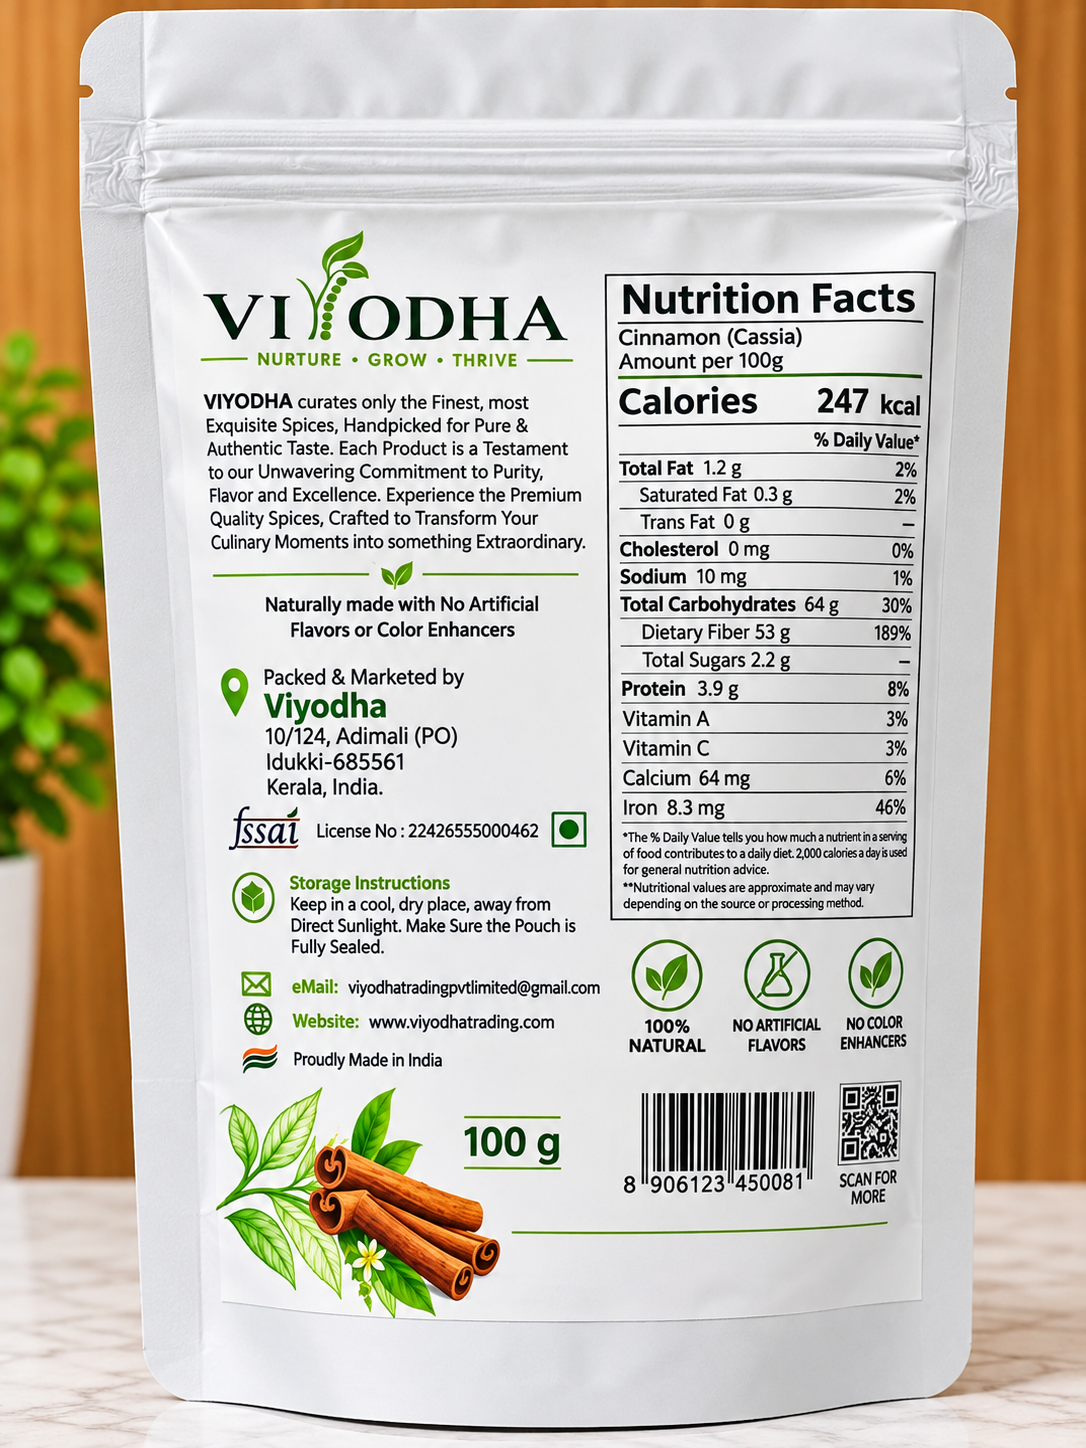 VIYODHA
NURTURE • GROW • THRIVE
VIYODHA curates only the Finest, most
Exquisite Spices, Handpicked for Pure &
Authentic Taste. Each Product is a Testament
to our Unwavering Commitment to Purity,
Flavor and Excellence. Experience the Premium
Quality Spices, Crafted to Transform Your
Culinary Moments into something Extraordinary.
Naturally made with No Artificial
Flavors or Color Enhancers
Packed & Marketed by
Viyodha
10/124, Adimali (PO)
Idukki-685561
Kerala, India.
fssai License No : 22426555000462
Storage Instructions
Keep in a cool, dry place, away from
Direct Sunlight. Make Sure the Pouch is
Fully Sealed.
eMail: viyodhatradingpvtlimited@gmail.com
Website: www.viyodhatrading.com
Proudly Made in India
100 g
Nutrition Facts
Cinnamon (Cassia)
Amount per 100g
Calories 247 kcal
% Daily Value*
Total Fat 1.2 g 2%
Saturated Fat 0.3 g 2%
Trans Fat 0 g –
Cholesterol 0 mg 0%
Sodium 10 mg 1%
Total Carbohydrates 64 g 30%
Dietary Fiber 53 g 189%
Total Sugars 2.2 g –
Protein 3.9 g 8%
Vitamin A 3%
Vitamin C 3%
Calcium 64 mg 6%
Iron 8.3 mg 46%
*The % Daily Value tells you how much a nutrient in a serving
of food contributes to a daily diet. 2,000 calories a day is used
for general nutrition advice.
**Nutritional values are approximate and may vary
depending on the source or processing method.
100%
NATURAL
NO ARTIFICIAL
FLAVORS
NO COLOR
ENHANCERS
8 906123 450081
SCAN FOR
MORE